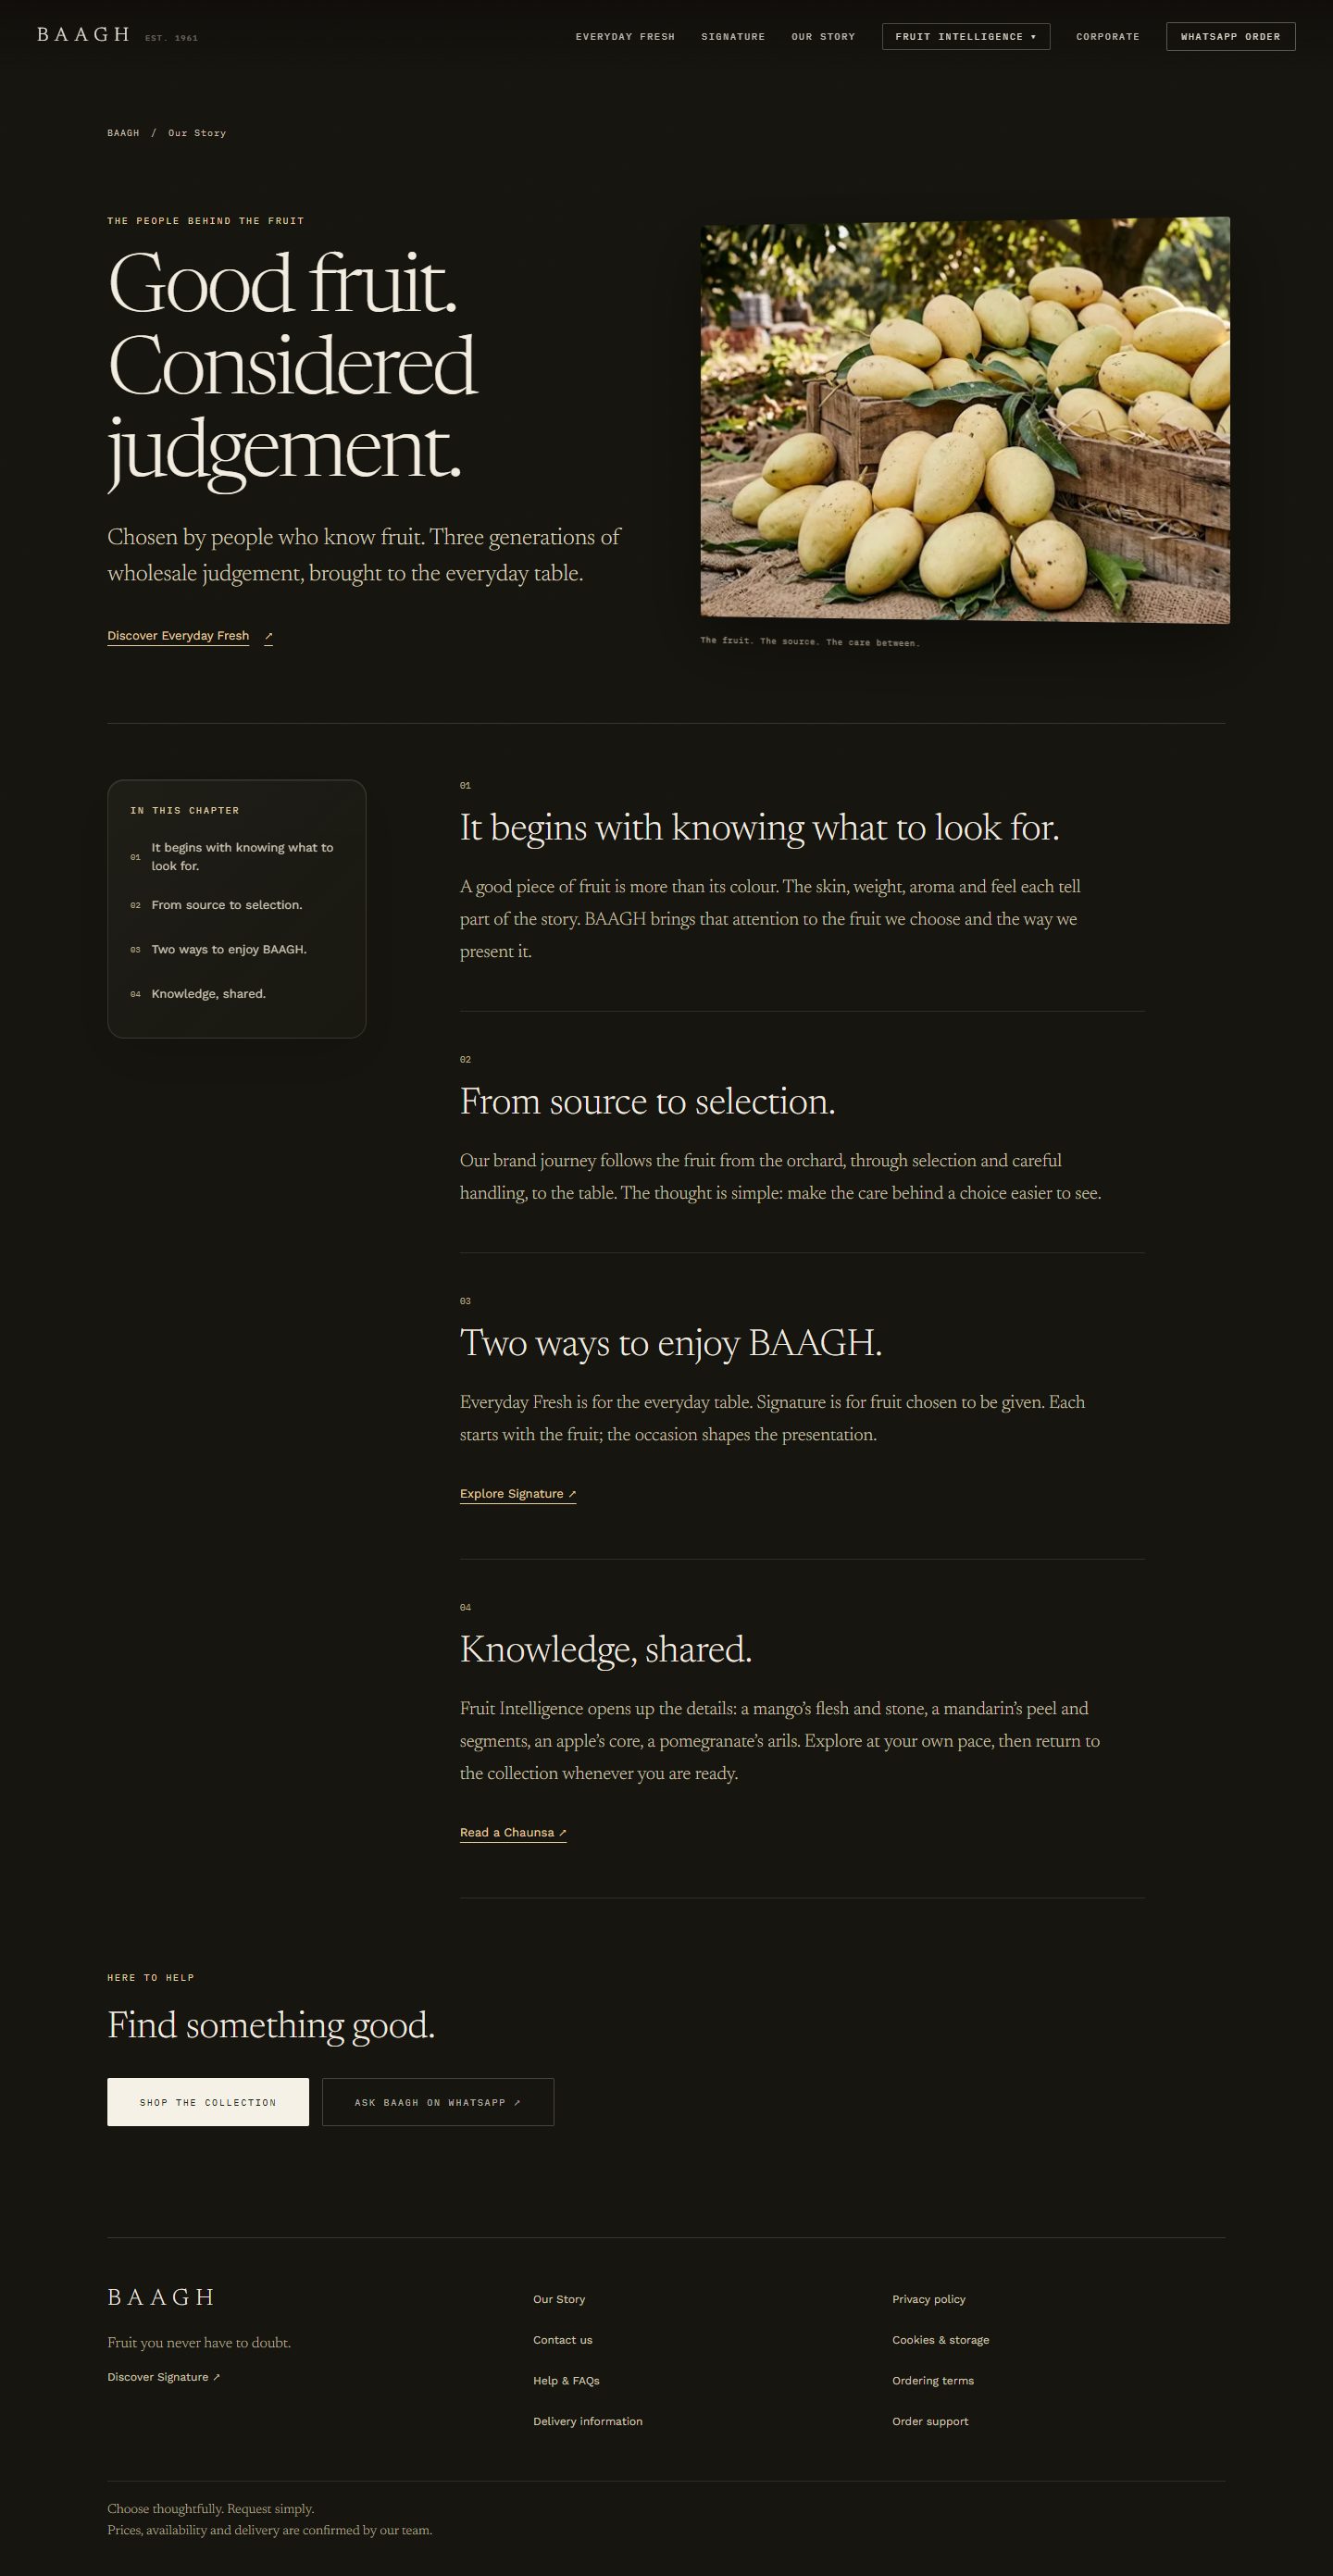 BAAGH EST. 1961
EVERYDAY FRESH SIGNATURE OUR STORY FRUIT INTELLIGENCE ▾ CORPORATE WHATSAPP ORDER
BAAGH / Our Story
THE PEOPLE BEHIND THE FRUIT
Good fruit.
Considered
judgement.
Chosen by people who know fruit. Three generations of
wholesale judgement, brought to the everyday table.
Discover Everyday Fresh ↗
The fruit. The source. The care between.
IN THIS CHAPTER
01 It begins with knowing what to
look for.
02 From source to selection.
03 Two ways to enjoy BAAGH.
04 Knowledge, shared.
01
It begins with knowing what to look for.
A good piece of fruit is more than its colour. The skin, weight, aroma and feel each tell
part of the story. BAAGH brings that attention to the fruit we choose and the way we
present it.
02
From source to selection.
Our brand journey follows the fruit from the orchard, through selection and careful
handling, to the table. The thought is simple: make the care behind a choice easier to see.
03
Two ways to enjoy BAAGH.
Everyday Fresh is for the everyday table. Signature is for fruit chosen to be given. Each
starts with the fruit; the occasion shapes the presentation.
Explore Signature ↗
04
Knowledge, shared.
Fruit Intelligence opens up the details: a mango’s flesh and stone, a mandarin’s peel and
segments, an apple’s core, a pomegranate’s arils. Explore at your own pace, then return to
the collection whenever you are ready.
Read a Chaunsa ↗
HERE TO HELP
Find something good.
SHOP THE COLLECTION
ASK BAAGH ON WHATSAPP ↗
BAAGH
Fruit you never have to doubt.
Discover Signature ↗
Our Story
Contact us
Help & FAQs
Delivery information
Privacy policy
Cookies & storage
Ordering terms
Order support
Choose thoughtfully. Request simply.
Prices, availability and delivery are confirmed by our team.